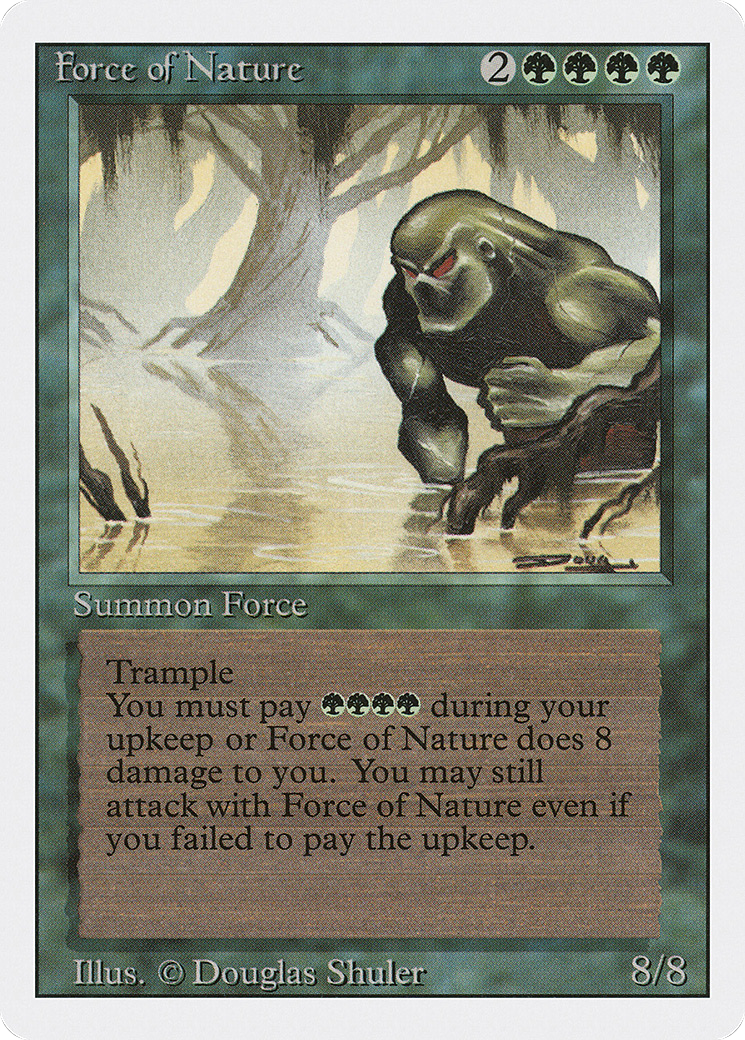 Force of Nature 2
Summon Force
Trample
You must pay during your
upkeep or Force of Nature does 8
damage to you. You may still
attack with Force of Nature even if
you failed to pay the upkeep.
Illus. © Douglas Shuler 8/8